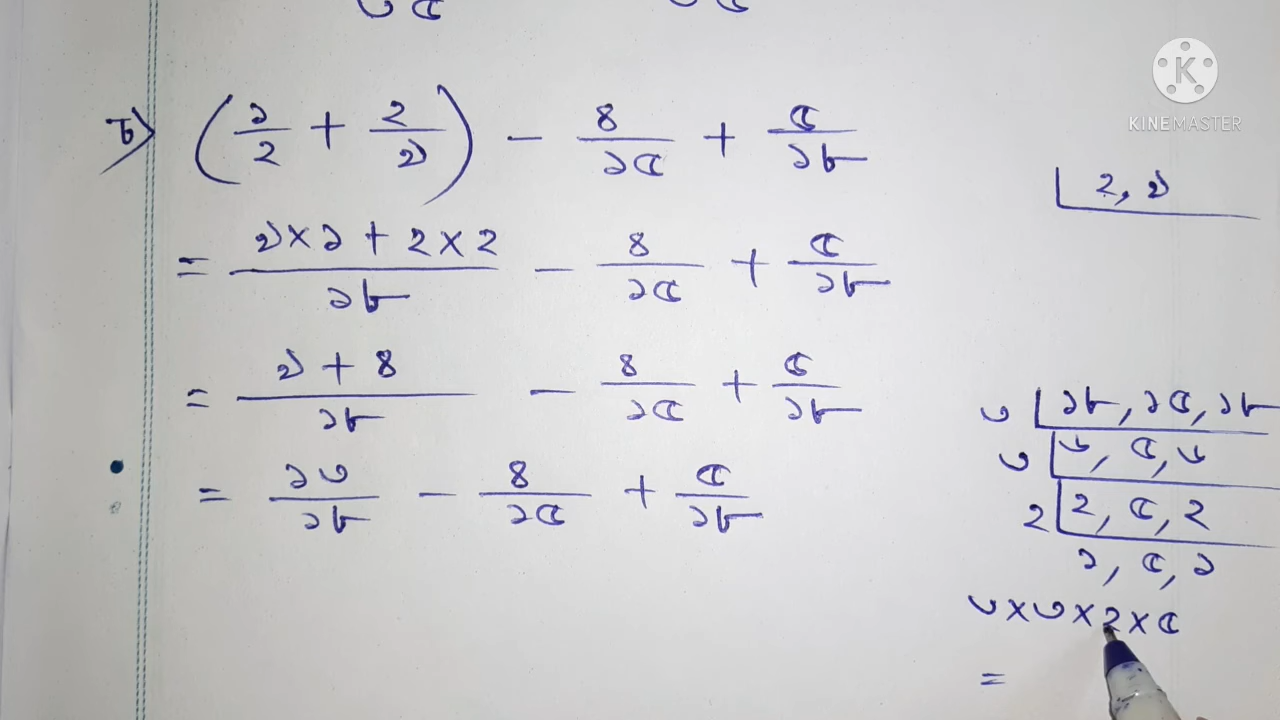 চ) (১/২ + ২/৯) − ৪/১৫ + ৫/১৮
= (৯×১ + ২×২)/১৮ − ৪/১৫ + ৫/১৮
= (৯ + ৪)/১৮ − ৪/১৫ + ৫/১৮
= ১৩/১৮ − ৪/১৫ + ৫/১৮
২, ৯
৩ | ১৮, ১৫, ১৮
৩ | ৬, ৫, ৬
২ | ২, ৫, ২
১, ৫, ১
৩×৩×২×৫
=
KINEMASTER